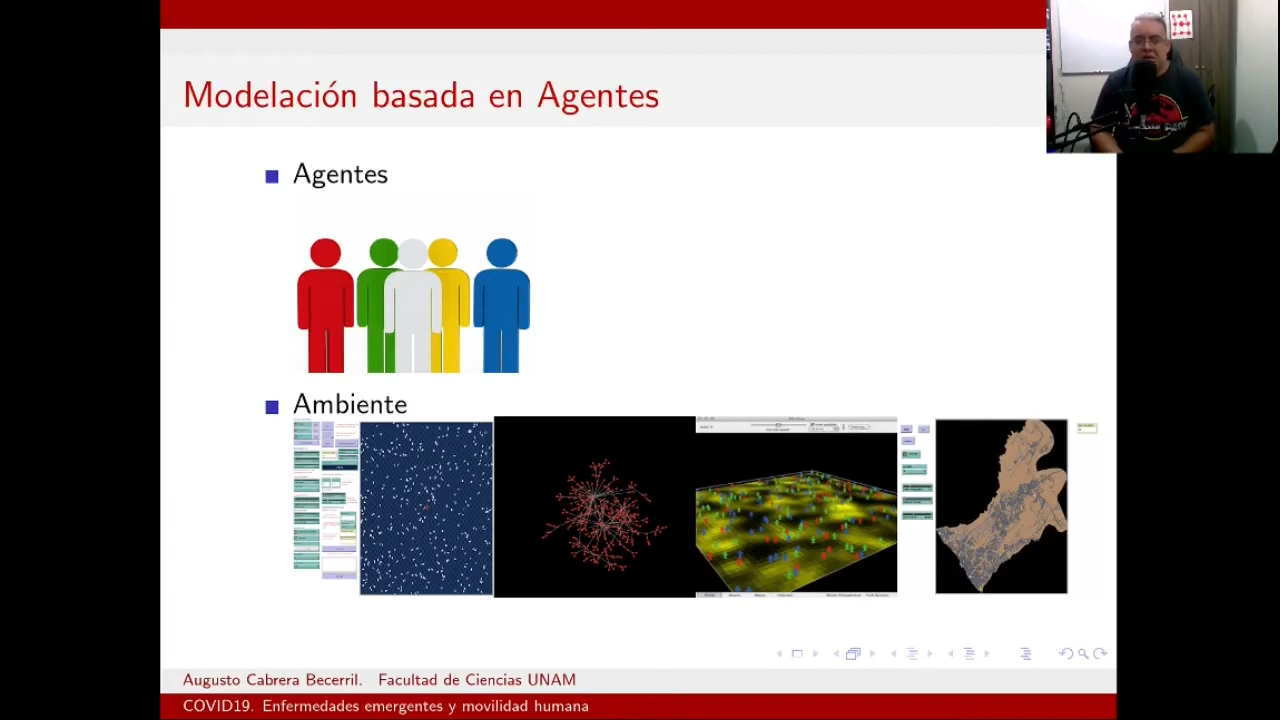 Modelación basada en Agentes
Agentes
Ambiente
Augusto Cabrera Becerril. Facultad de Ciencias UNAM
COVID19. Enfermedades emergentes y movilidad humana